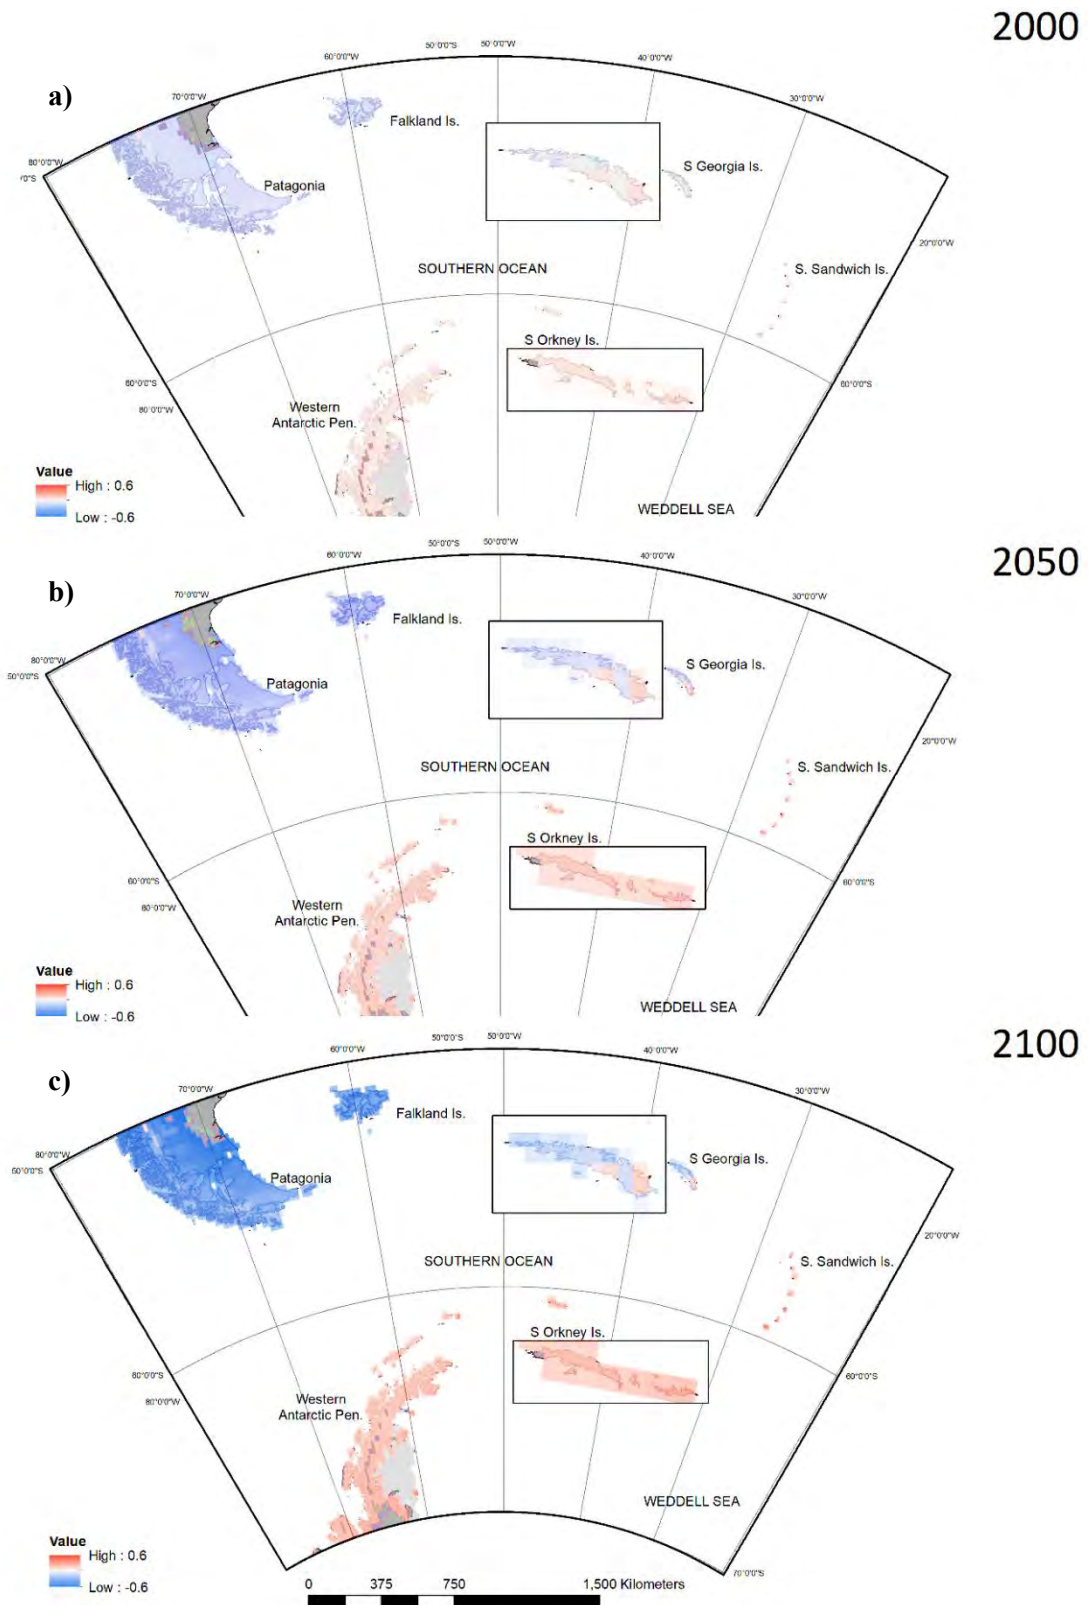 2000
a)
50°0'0"S 50°0'0"W
60°0'0"W 40°0'0"W
70°0'0"W 30°0'0"W
Falkland Is.
80°0'0"W
'0'S
S Georgia Is.
Patagonia
20°0'0"W
SOUTHERN OCEAN
S. Sandwich Is.
S Orkney Is.
60°0'0"S 60°0'0"S
80°0'0"W
Western
Antarctic Pen.
Value
High : 0.6
Low : -0.6
WEDDELL SEA
2050
b)
50°0'0"S 50°0'0"W
60°0'0"W 40°0'0"W
70°0'0"W 30°0'0"W
Falkland Is.
80°0'0"W
50°0'0"S
S Georgia Is.
Patagonia
20°0'0"W
SOUTHERN OCEAN
S. Sandwich Is.
S Orkney Is.
60°0'0"S 60°0'0"S
80°0'0"W
Western
Antarctic Pen.
Value
High : 0.6
Low : -0.6
WEDDELL SEA
2100
c)
50°0'0"S 50°0'0"W
60°0'0"W 40°0'0"W
70°0'0"W 30°0'0"W
Falkland Is.
80°0'0"W
S Georgia Is.
Patagonia
20°0'0"W
SOUTHERN OCEAN
S. Sandwich Is.
S Orkney Is.
60°0'0"S
80°0'0"W
Western
Antarctic Pen.
WEDDELL SEA
Value
High : 0.6
Low : -0.6
70°0'0"S
0 375 750 1,500 Kilometers